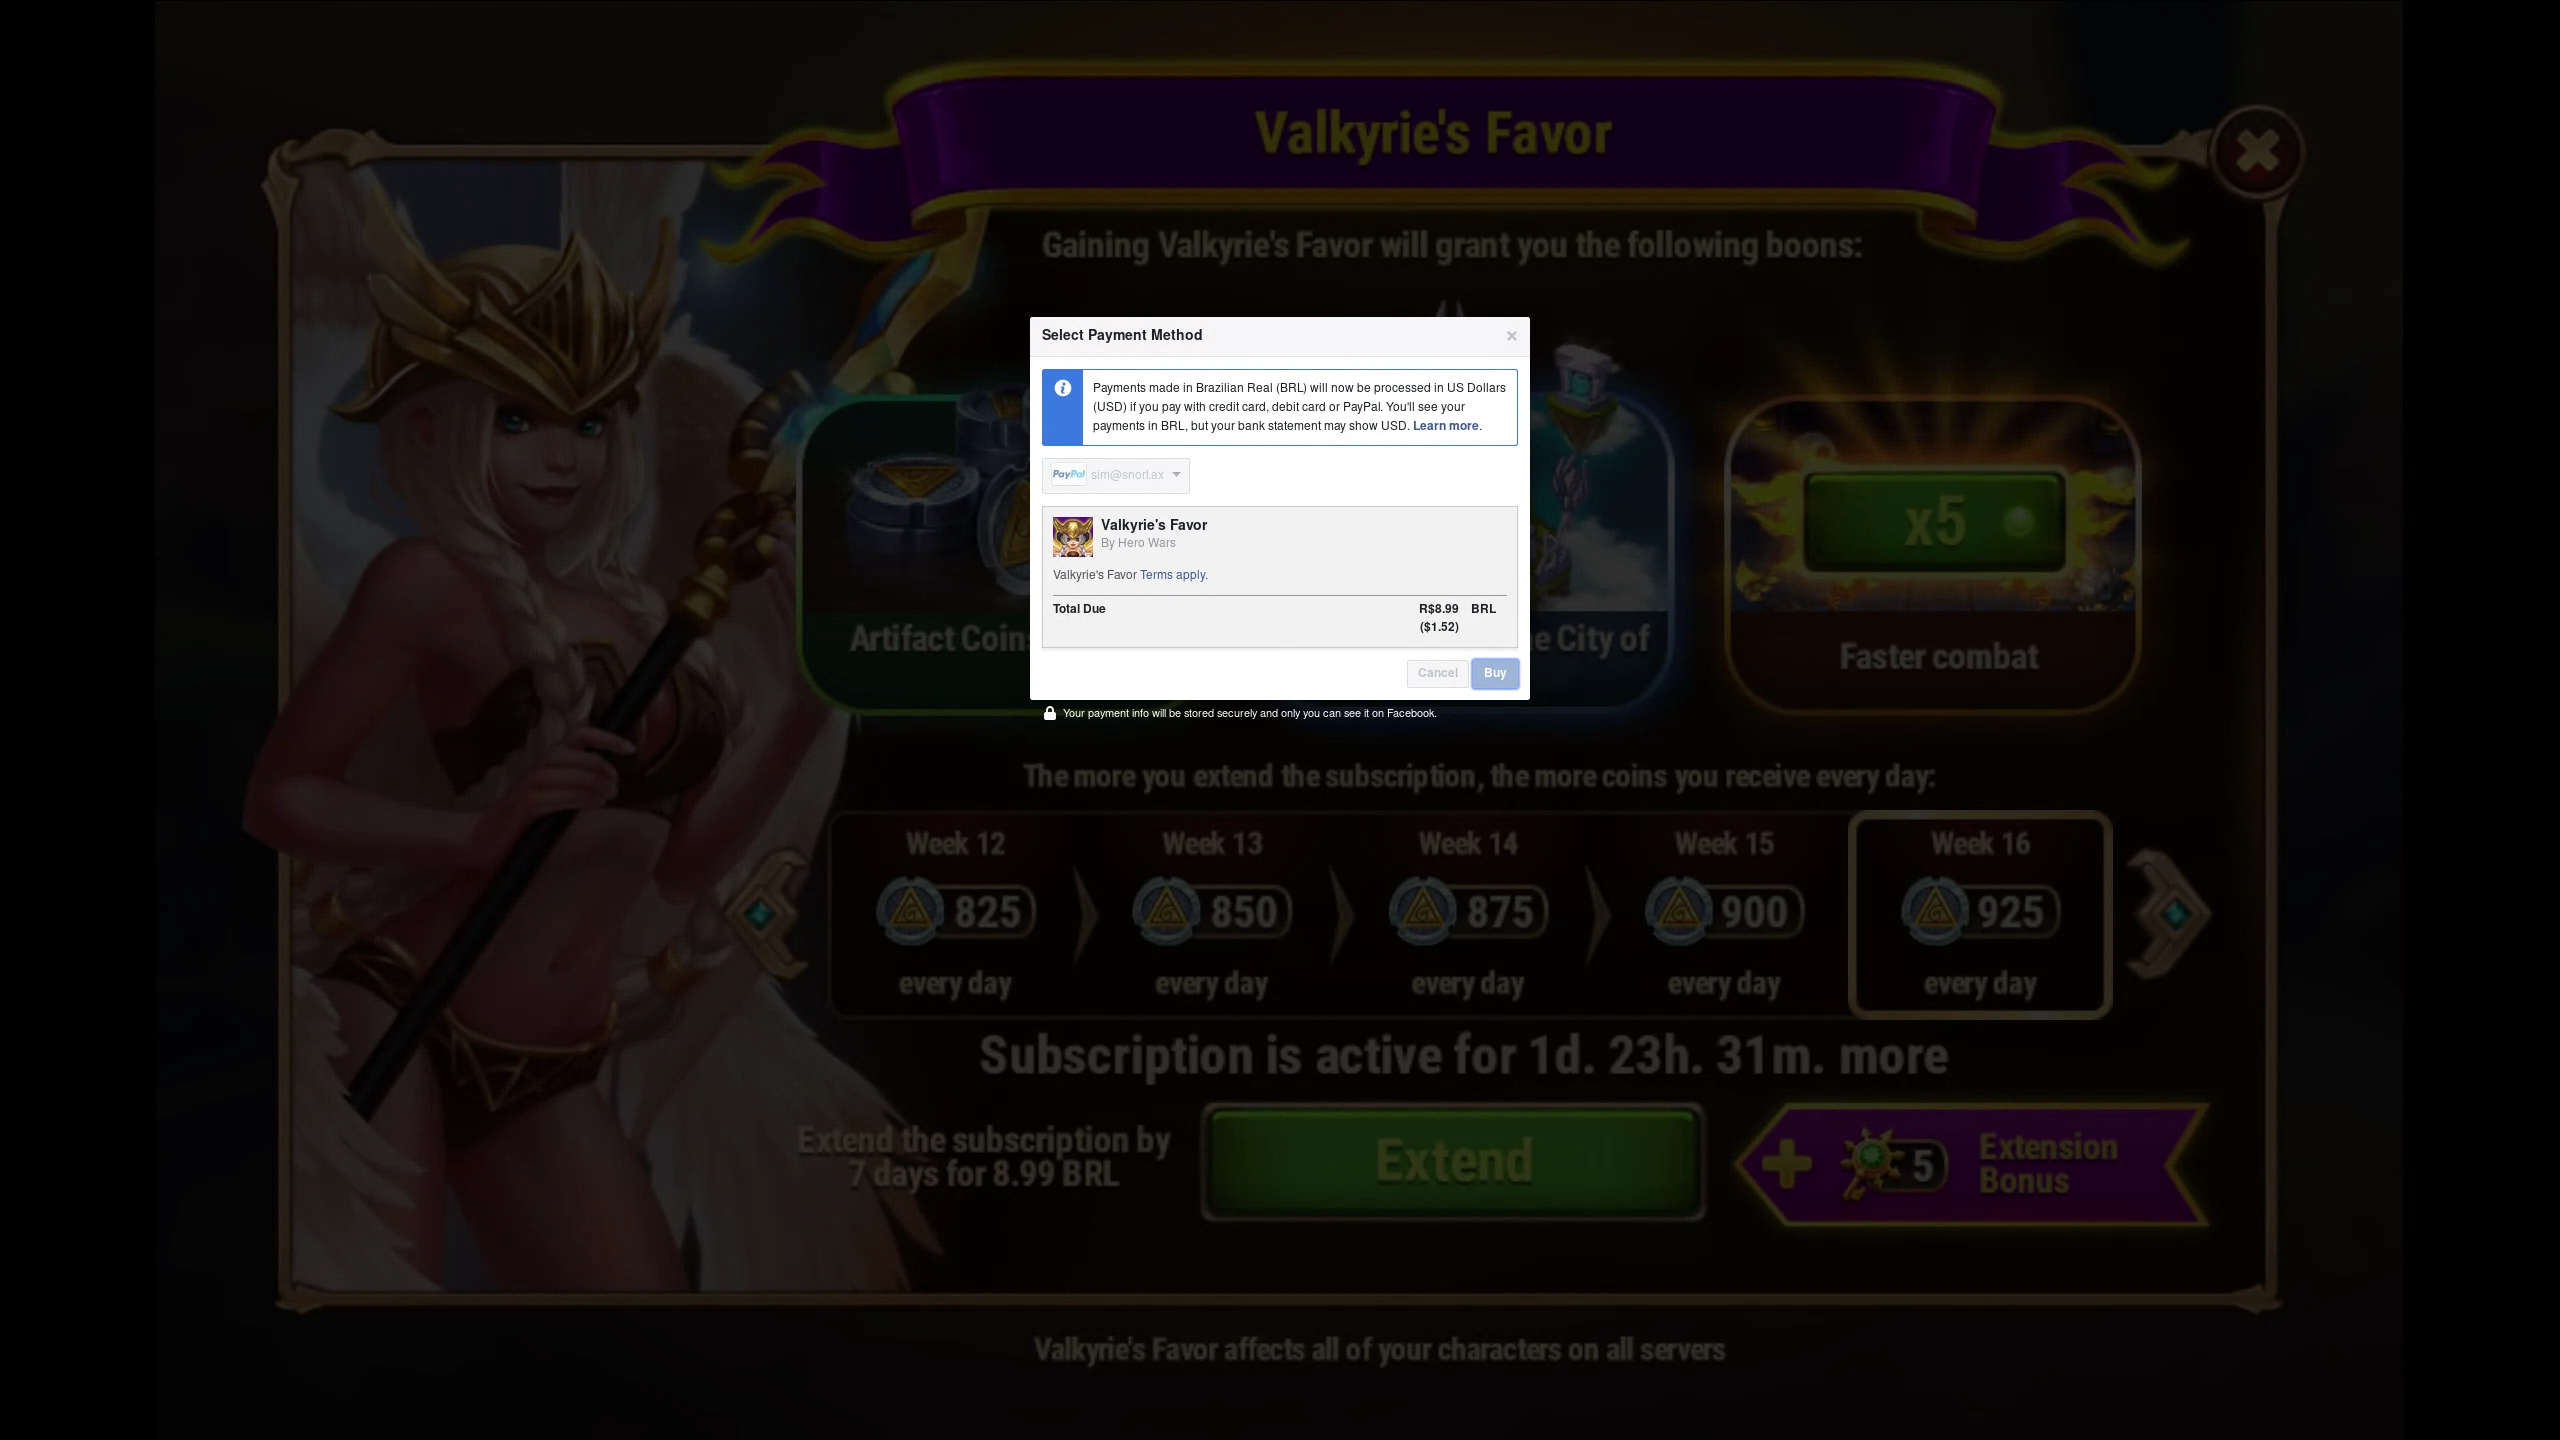 Valkyrie's Favor
Gaining Valkyrie's Favor will grant you the following boons:
Select Payment Method
Payments made in Brazilian Real (BRL) will now be processed in US Dollars
(USD) if you pay with credit card, debit card or PayPal. You'll see your
payments in BRL, but your bank statement may show USD. Learn more.
PayPal sim@snorl.ax
Valkyrie's Favor
By Hero Wars
Valkyrie's Favor Terms apply.
Total Due R$8.99 BRL
($1.52)
Cancel Buy
Your payment info will be stored securely and only you can see it on Facebook.
x5
Artifact Coins
City of
Faster combat
The more you extend the subscription, the more coins you receive every day:
Week 12 Week 13 Week 14 Week 15 Week 16
825 850 875 900 925
every day every day every day every day every day
Subscription is active for 1d. 23h. 31m. more
Extend the subscription by
7 days for 8.99 BRL
Extend
5
Extension
Bonus
Valkyrie's Favor affects all of your characters on all servers